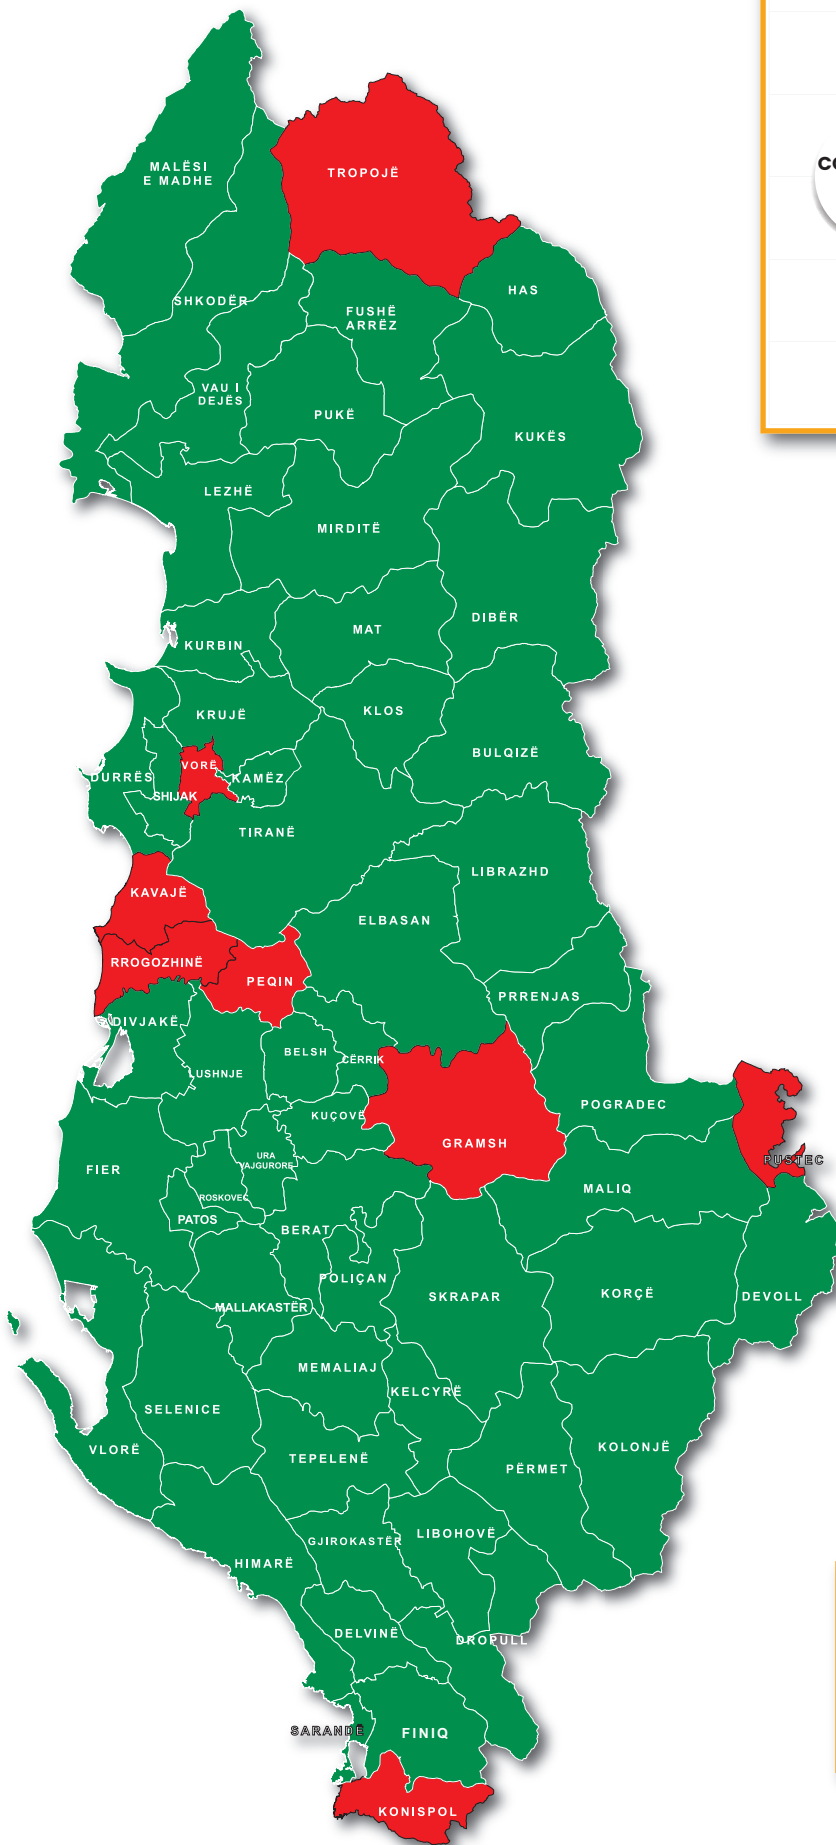 MALËSI
E MADHE
TROPOJË
HAS
SHKODËR
FUSHË
ARRËZ
VAU I
DEJËS
PUKË
KUKËS
LEZHË
MIRDITË
DIBËR
MAT
KURBIN
KLOS
KRUJË
BULQIZË
VORË
DURRËS
KAMËZ
SHIJAK
TIRANË
LIBRAZHD
KAVAJË
ELBASAN
RROGOZHINË
PEQIN
PRRENJAS
DIVJAKË
BELSH
CËRRIK
LUSHNJE
POGRADEC
KUÇOVË
GRAMSH
URA
VAJGURORE
PUSTEC
FIER
MALIQ
ROSKOVEC
PATOS
BERAT
POLIÇAN
SKRAPAR
KORÇË
DEVOLL
MALLAKASTËR
MEMALIAJ
KELCYRË
SELENICE
KOLONJË
VLORË
TEPELENË
PËRMET
LIBOHOVË
GJIROKASTËR
HIMARË
DELVINË
DROPULL
SARANDË
FINIQ
KONISPOL